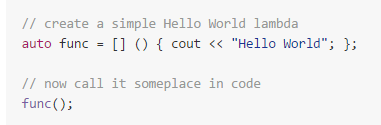 // create a simple Hello World lambda
auto func = [] () { cout << "Hello World"; };
// now call it someplace in code
func();